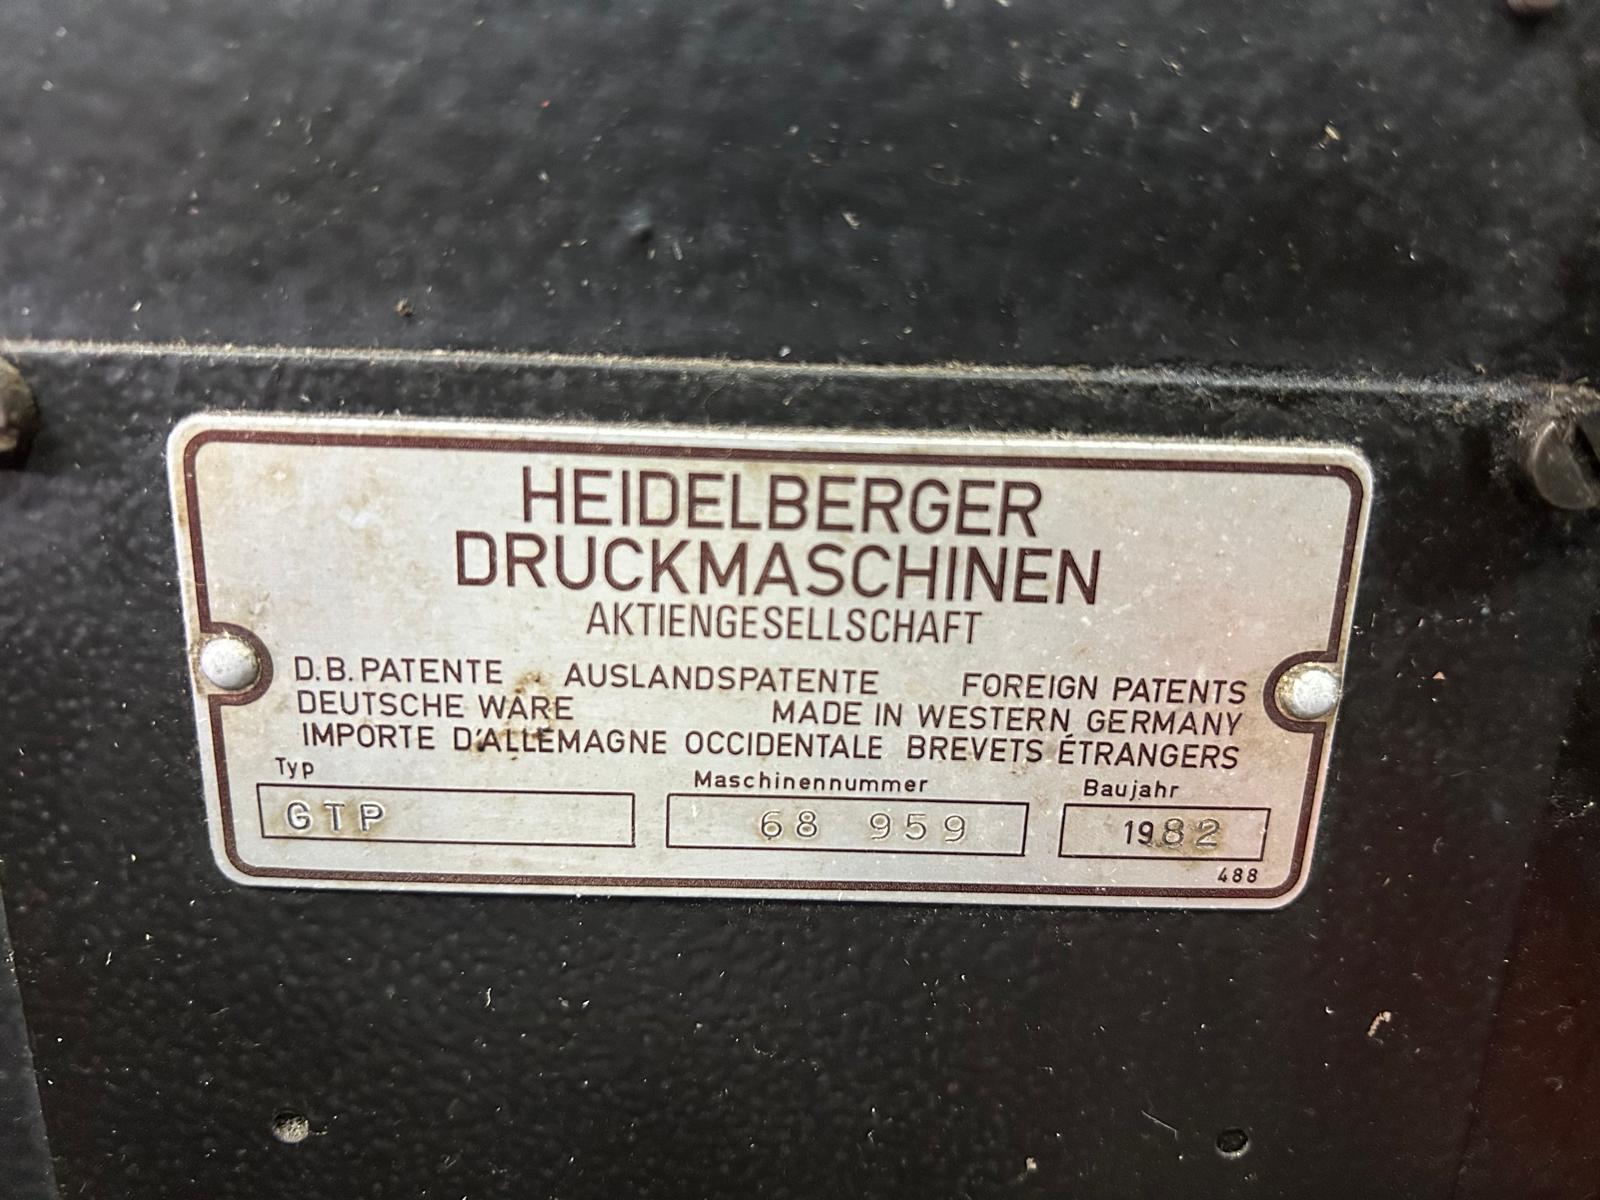 HEIDELBERGER
DRUCKMASCHINEN
AKTIENGESELLSCHAFT
D.B. PATENTE AUSLANDSPATENTE FOREIGN PATENTS
DEUTSCHE WARE MADE IN WESTERN GERMANY
IMPORTE D'ALLEMAGNE OCCIDENTALE BREVETS ÉTRANGERS
Typ Maschinennummer Baujahr
GTP 68 959 1982
488